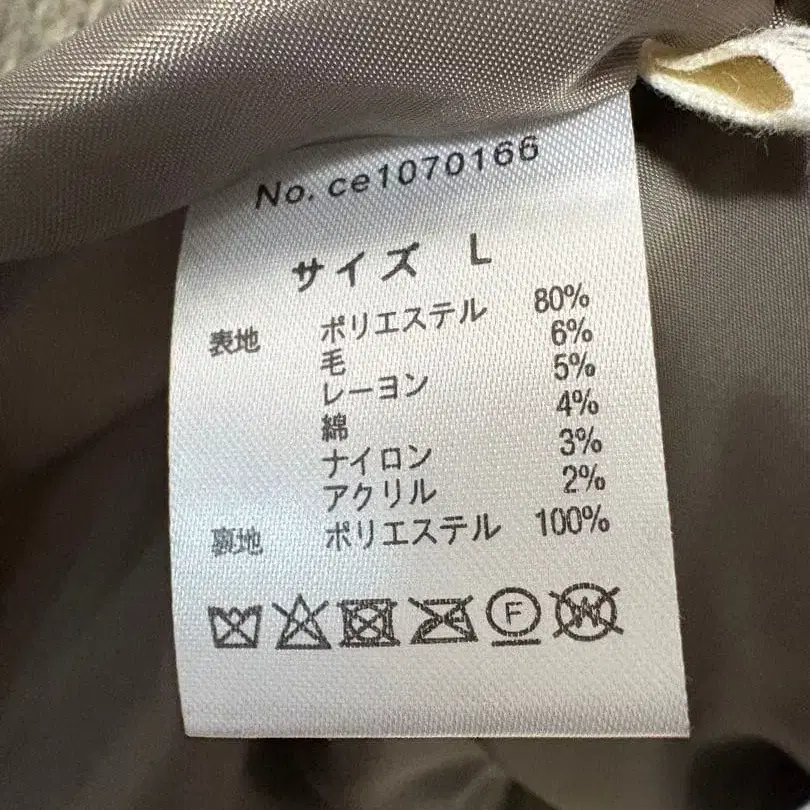 No. ce1070166
サイズ L
表地 ポリエステル 80%
毛 6%
レーヨン 5%
綿 4%
ナイロン 3%
アクリル 2%
裏地 ポリエステル 100%
F W